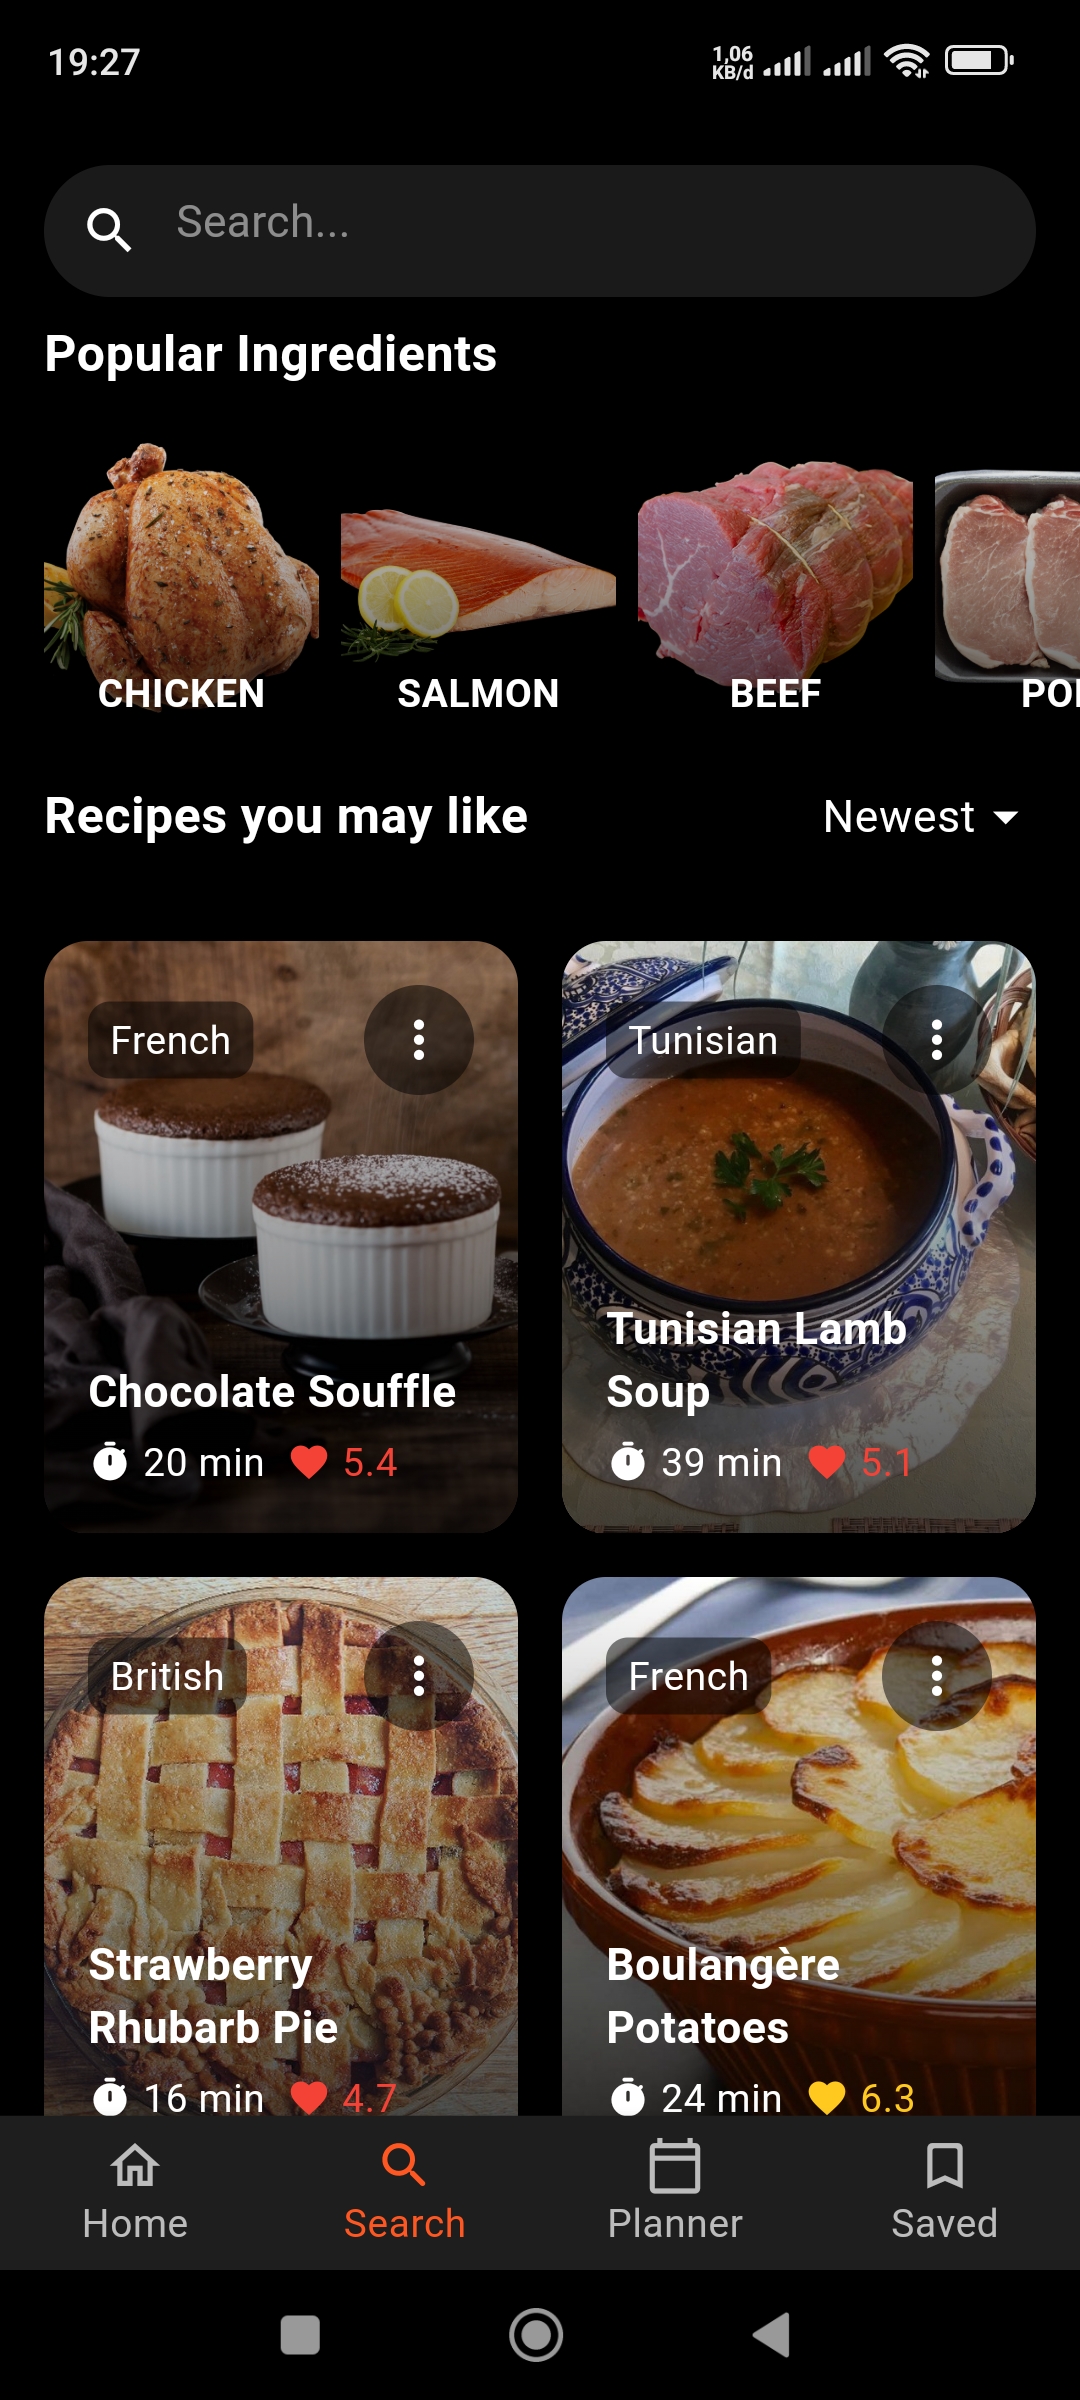 19:27
1,06
KB/d
Search...
Popular Ingredients
CHICKEN
SALMON
BEEF
Recipes you may like
Newest
French
Chocolate Souffle
20 min 5.4
Tunisian
Tunisian Lamb
Soup
39 min 5.1
British
Strawberry
Rhubarb Pie
16 min 4.7
French
Boulangère
Potatoes
24 min 6.3
Home
Search
Planner
Saved